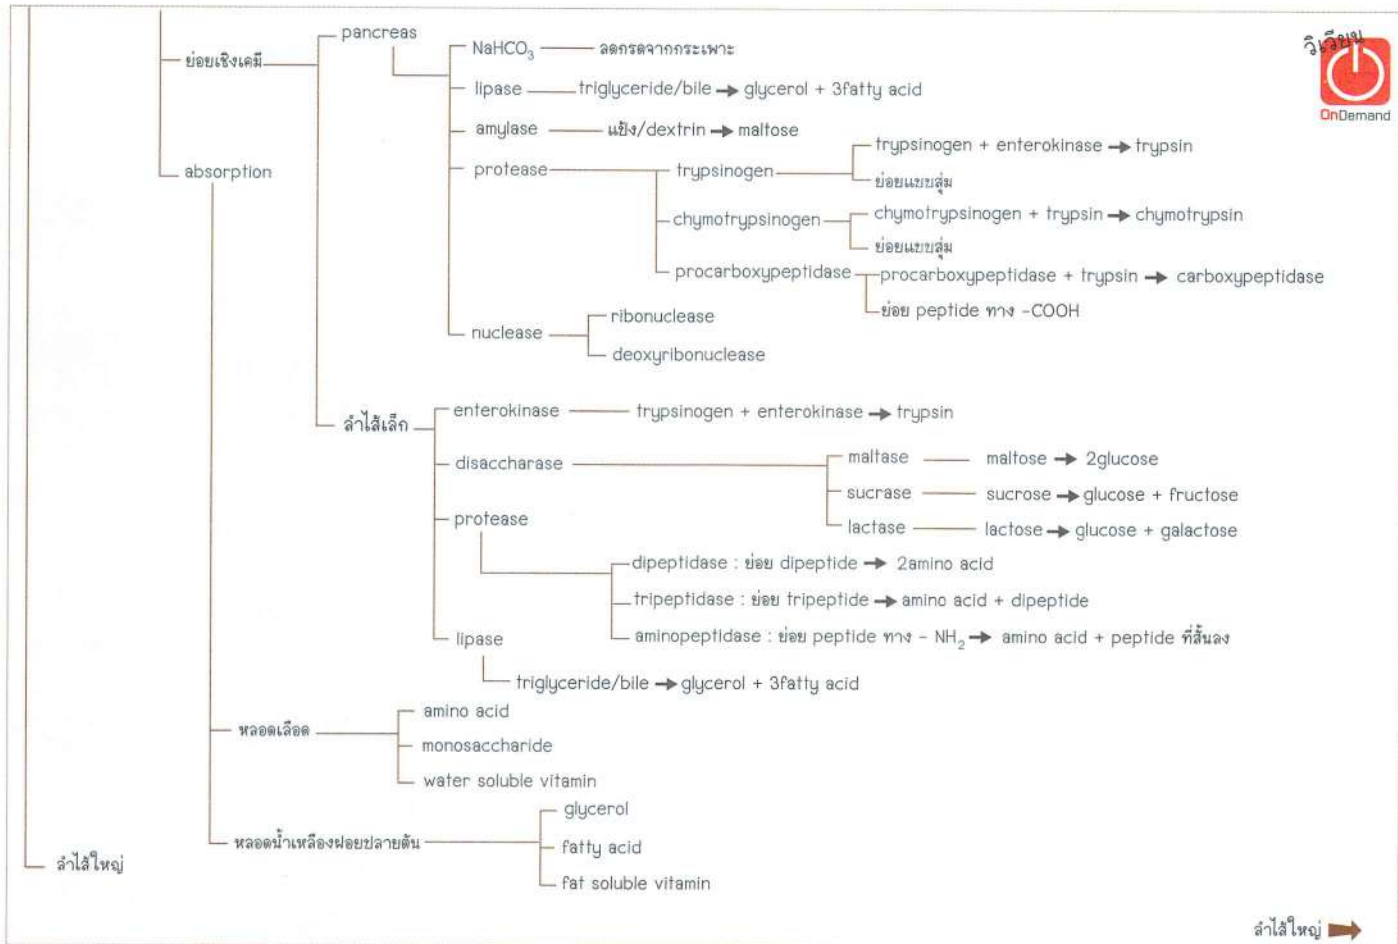 วิเวียน
OnDemand
ย่อยเชิงเคมี
pancreas
NaHCO₃ ลดกรดจากกระเพาะ
lipase triglyceride/bile → glycerol + 3fatty acid
amylase แป้ง/dextrin → maltose
protease
trypsinogen
trypsinogen + enterokinase → trypsin
ย่อยแบบสุ่ม
chymotrypsinogen
chymotrypsinogen + trypsin → chymotrypsin
ย่อยแบบสุ่ม
procarboxypeptidase
procarboxypeptidase + trypsin → carboxypeptidase
ย่อย peptide ทาง -COOH
nuclease
ribonuclease
deoxyribonuclease
ลำไส้เล็ก
enterokinase trypsinogen + enterokinase → trypsin
disaccharase
maltase maltose → 2glucose
sucrase sucrose → glucose + fructose
lactase lactose → glucose + galactose
protease
dipeptidase : ย่อย dipeptide → 2amino acid
tripeptidase : ย่อย tripeptide → amino acid + dipeptide
aminopeptidase : ย่อย peptide ทาง - NH₂ → amino acid + peptide ที่สั้นลง
lipase
triglyceride/bile → glycerol + 3fatty acid
absorption
หลอดเลือด
amino acid
monosaccharide
water soluble vitamin
หลอดน้ำเหลืองฝอยปลายตัน
glycerol
fatty acid
fat soluble vitamin
ลำไส้ใหญ่
ลำไส้ใหญ่ →